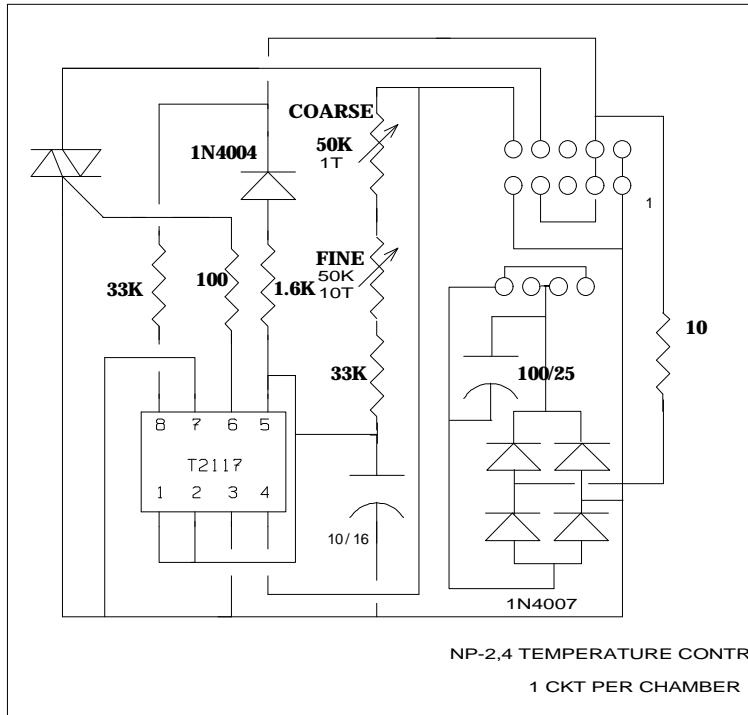 COARSE
50K
1T
1N4004
FINE
50K
10T
33K
100
1.6K
33K
10
100/25
1
8 7 6 5
T2117
1 2 3 4
10/16
1N4007
NP-2,4 TEMPERATURE CONTR
1 CKT PER CHAMBER